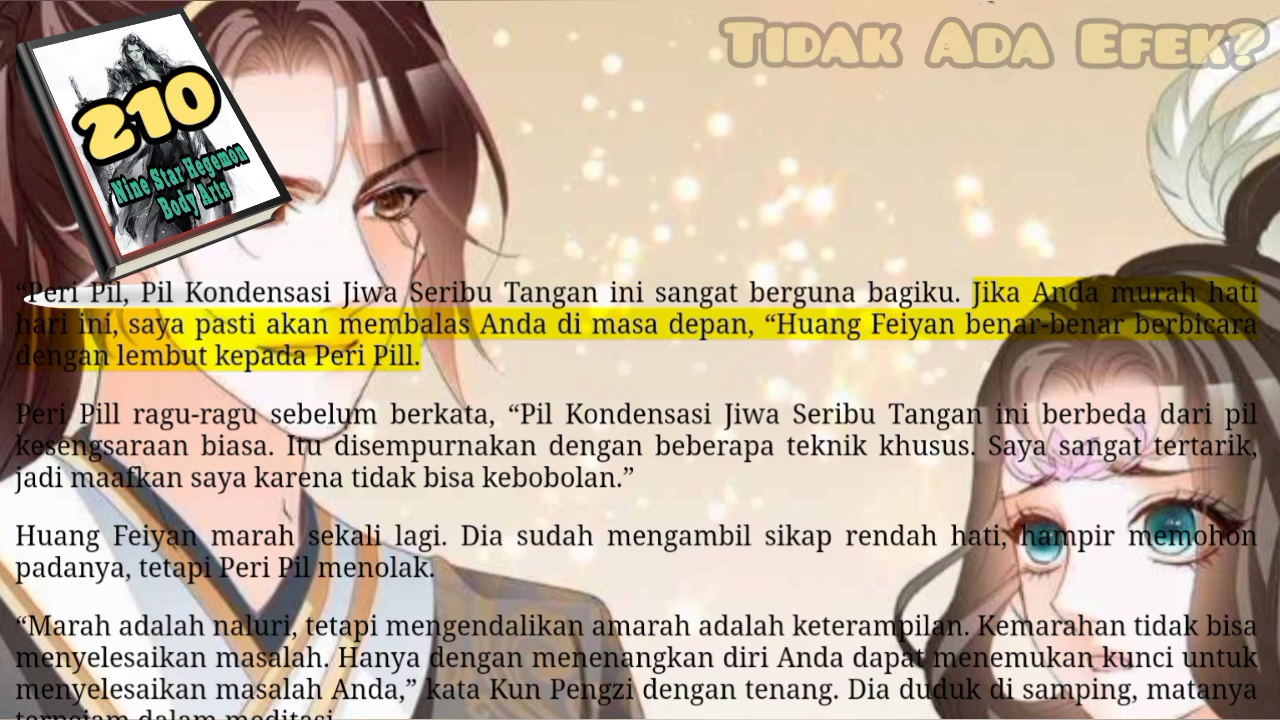 Tidak Ada Efek?
210
Nine Star Hegemon
Body Arts
“Peri Pil, Pil Kondensasi Jiwa Seribu Tangan ini sangat berguna bagiku. Jika Anda murah hati
hari ini, saya pasti akan membalas Anda di masa depan, “Huang Feiyan benar-benar berbicara
dengan lembut kepada Peri Pill.
Peri Pill ragu-ragu sebelum berkata, “Pil Kondensasi Jiwa Seribu Tangan ini berbeda dari pil
kesengsaraan biasa. Itu disempurnakan dengan beberapa teknik khusus. Saya sangat tertarik,
jadi maafkan saya karena tidak bisa kebobolan.”
Huang Feiyan marah sekali lagi. Dia sudah mengambil sikap rendah hati, hampir memohon
padanya, tetapi Peri Pil menolak.
“Marah adalah naluri, tetapi mengendalikan amarah adalah keterampilan. Kemarahan tidak bisa
menyelesaikan masalah. Hanya dengan menenangkan diri Anda dapat menemukan kunci untuk
menyelesaikan masalah Anda,” kata Kun Pengzi dengan tenang. Dia duduk di samping, matanya
terpejam dalam meditasi.